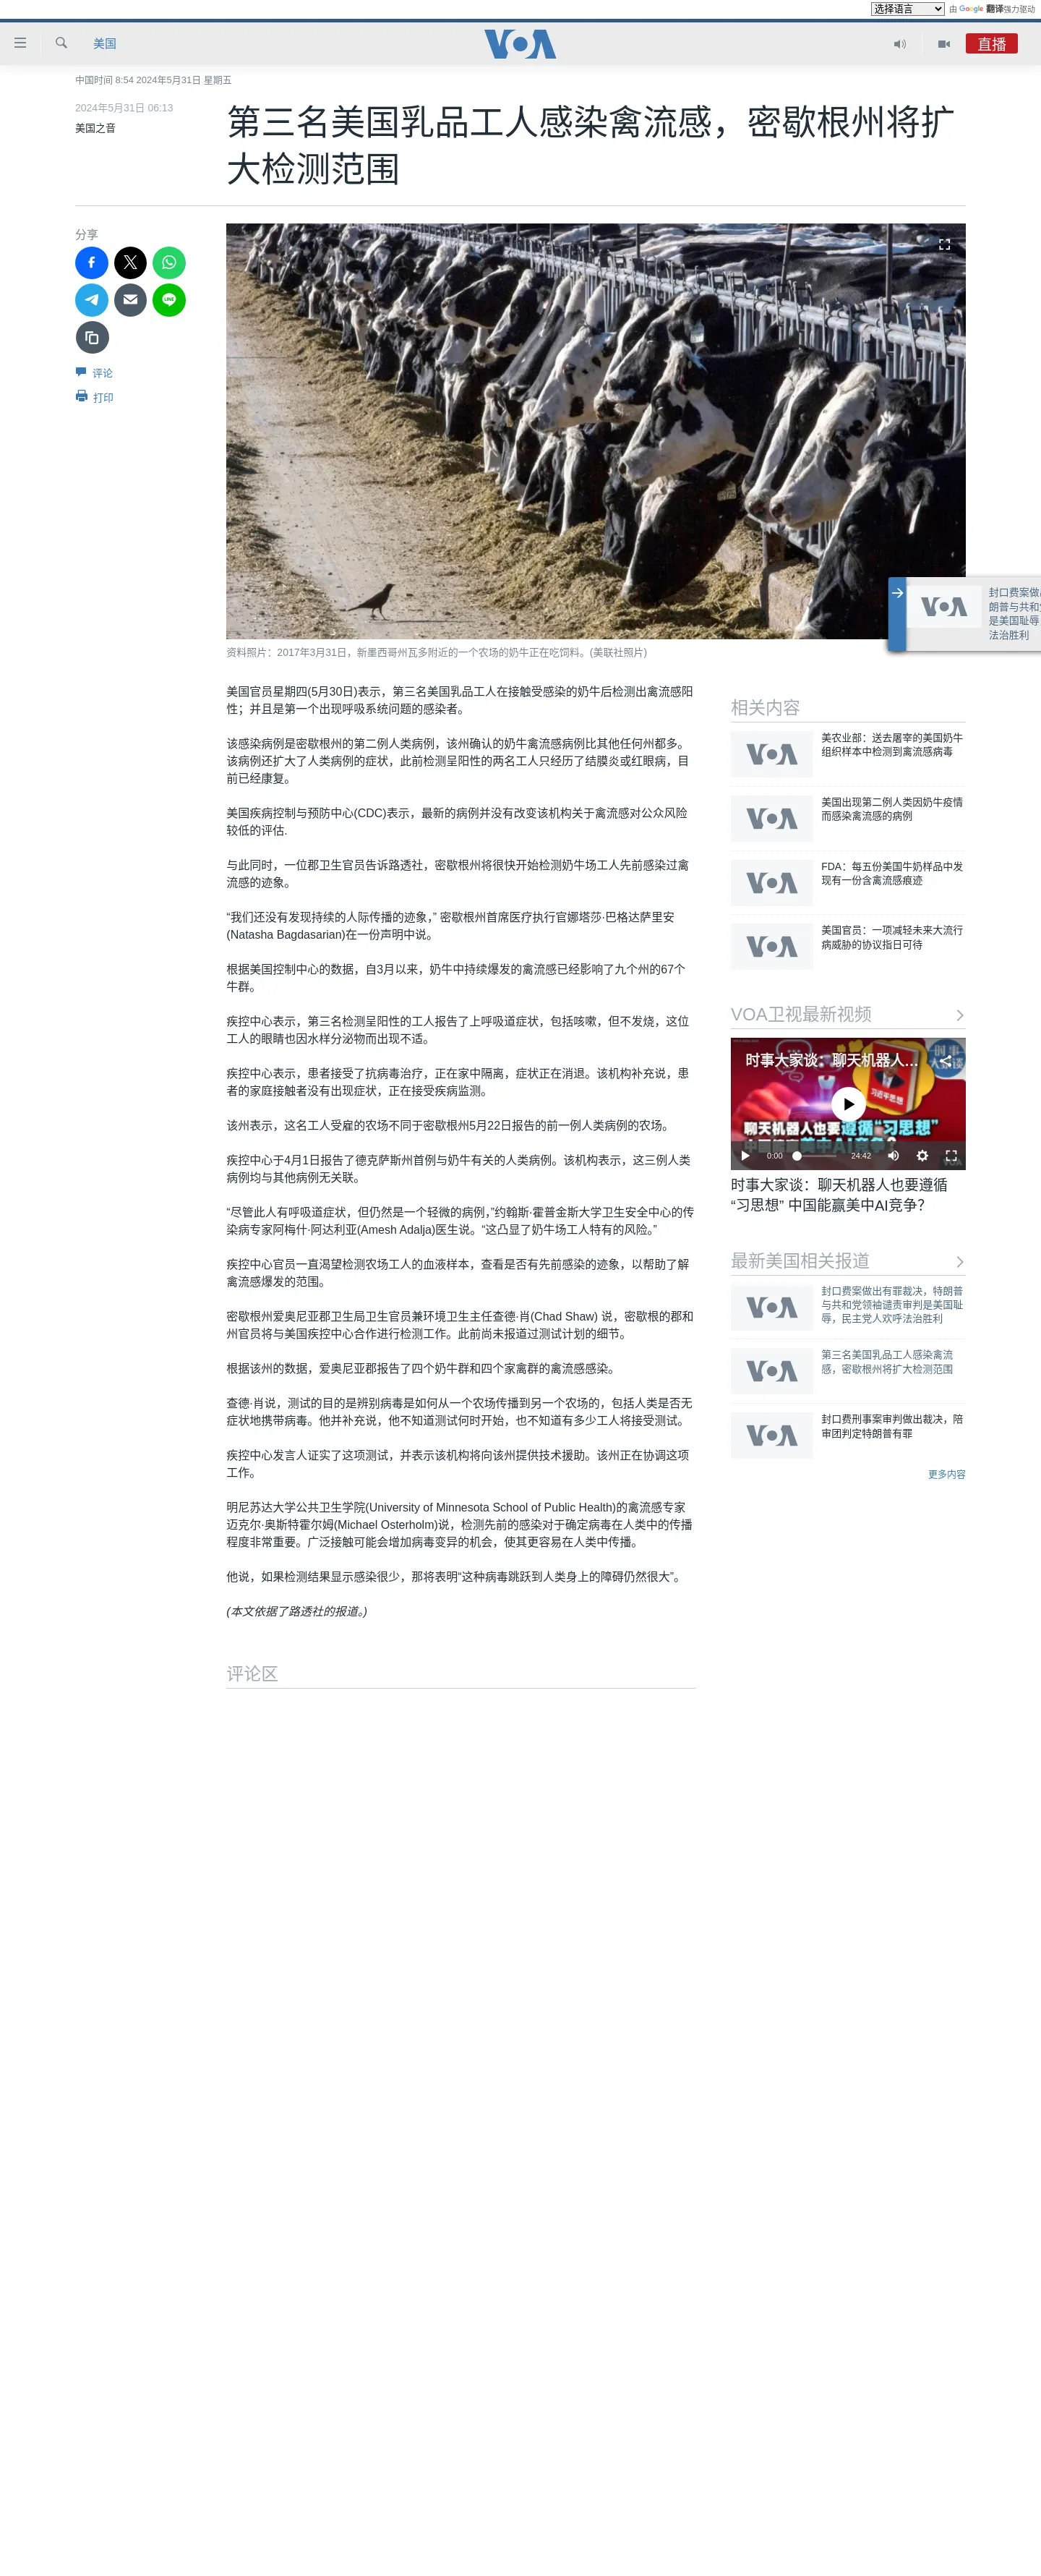 选择语言 由 Google 翻译强力驱动
美国
VOA
直播
中国时间 8:54 2024年5月31日 星期五
2024年5月31日 06:13
美国之音
第三名美国乳品工人感染禽流感，密歇根州将扩
大检测范围
分享
评论
打印
封口费案做
朗普与共和
是美国耻辱
法治胜利
资料照片：2017年3月31日，新墨西哥州瓦多附近的一个农场的奶牛正在吃饲料。(美联社照片)
美国官员星期四(5月30日)表示，第三名美国乳品工人在接触受感染的奶牛后检测出禽流感阳
性；并且是第一个出现呼吸系统问题的感染者。
该感染病例是密歇根州的第二例人类病例，该州确认的奶牛禽流感病例比其他任何州都多。
该病例还扩大了人类病例的症状，此前检测呈阳性的两名工人只经历了结膜炎或红眼病，目
前已经康复。
美国疾病控制与预防中心(CDC)表示，最新的病例并没有改变该机构关于禽流感对公众风险
较低的评估.
与此同时，一位郡卫生官员告诉路透社，密歇根州将很快开始检测奶牛场工人先前感染过禽
流感的迹象。
“我们还没有发现持续的人际传播的迹象，” 密歇根州首席医疗执行官娜塔莎·巴格达萨里安
(Natasha Bagdasarian)在一份声明中说。
根据美国控制中心的数据，自3月以来，奶牛中持续爆发的禽流感已经影响了九个州的67个
牛群。
疾控中心表示，第三名检测呈阳性的工人报告了上呼吸道症状，包括咳嗽，但不发烧，这位
工人的眼睛也因水样分泌物而出现不适。
疾控中心表示，患者接受了抗病毒治疗，正在家中隔离，症状正在消退。该机构补充说，患
者的家庭接触者没有出现症状，正在接受疾病监测。
该州表示，这名工人受雇的农场不同于密歇根州5月22日报告的前一例人类病例的农场。
疾控中心于4月1日报告了德克萨斯州首例与奶牛有关的人类病例。该机构表示，这三例人类
病例均与其他病例无关联。
“尽管此人有呼吸道症状，但仍然是一个轻微的病例，”约翰斯·霍普金斯大学卫生安全中心的传
染病专家阿梅什·阿达利亚(Amesh Adalja)医生说。“这凸显了奶牛场工人特有的风险。”
疾控中心官员一直渴望检测农场工人的血液样本，查看是否有先前感染的迹象，以帮助了解
禽流感爆发的范围。
密歇根州爱奥尼亚郡卫生局卫生官员兼环境卫生主任查德·肖(Chad Shaw) 说，密歇根的郡和
州官员将与美国疾控中心合作进行检测工作。此前尚未报道过测试计划的细节。
根据该州的数据，爱奥尼亚郡报告了四个奶牛群和四个家禽群的禽流感感染。
查德·肖说，测试的目的是辨别病毒是如何从一个农场传播到另一个农场的，包括人类是否无
症状地携带病毒。他并补充说，他不知道测试何时开始，也不知道有多少工人将接受测试。
疾控中心发言人证实了这项测试，并表示该机构将向该州提供技术援助。该州正在协调这项
工作。
明尼苏达大学公共卫生学院(University of Minnesota School of Public Health)的禽流感专家
迈克尔·奥斯特霍尔姆(Michael Osterholm)说，检测先前的感染对于确定病毒在人类中的传播
程度非常重要。广泛接触可能会增加病毒变异的机会，使其更容易在人类中传播。
他说，如果检测结果显示感染很少，那将表明“这种病毒跳跃到人类身上的障碍仍然很大”。
(本文依据了路透社的报道。)
评论区
相关内容
美农业部：送去屠宰的美国奶牛
组织样本中检测到禽流感病毒
美国出现第二例人类因奶牛疫情
而感染禽流感的病例
FDA：每五份美国牛奶样品中发
现有一份含禽流感痕迹
美国官员：一项减轻未来大流行
病威胁的协议指日可待
VOA卫视最新视频
时事大家谈：聊天机器人…
聊天机器人也要遵循“习思想”
0:00 24:42
时事大家谈：聊天机器人也要遵循
“习思想” 中国能赢美中AI竞争？
最新美国相关报道
封口费案做出有罪裁决，特朗普
与共和党领袖谴责审判是美国耻
辱，民主党人欢呼法治胜利
第三名美国乳品工人感染禽流
感，密歇根州将扩大检测范围
封口费刑事案审判做出裁决，陪
审团判定特朗普有罪
更多内容